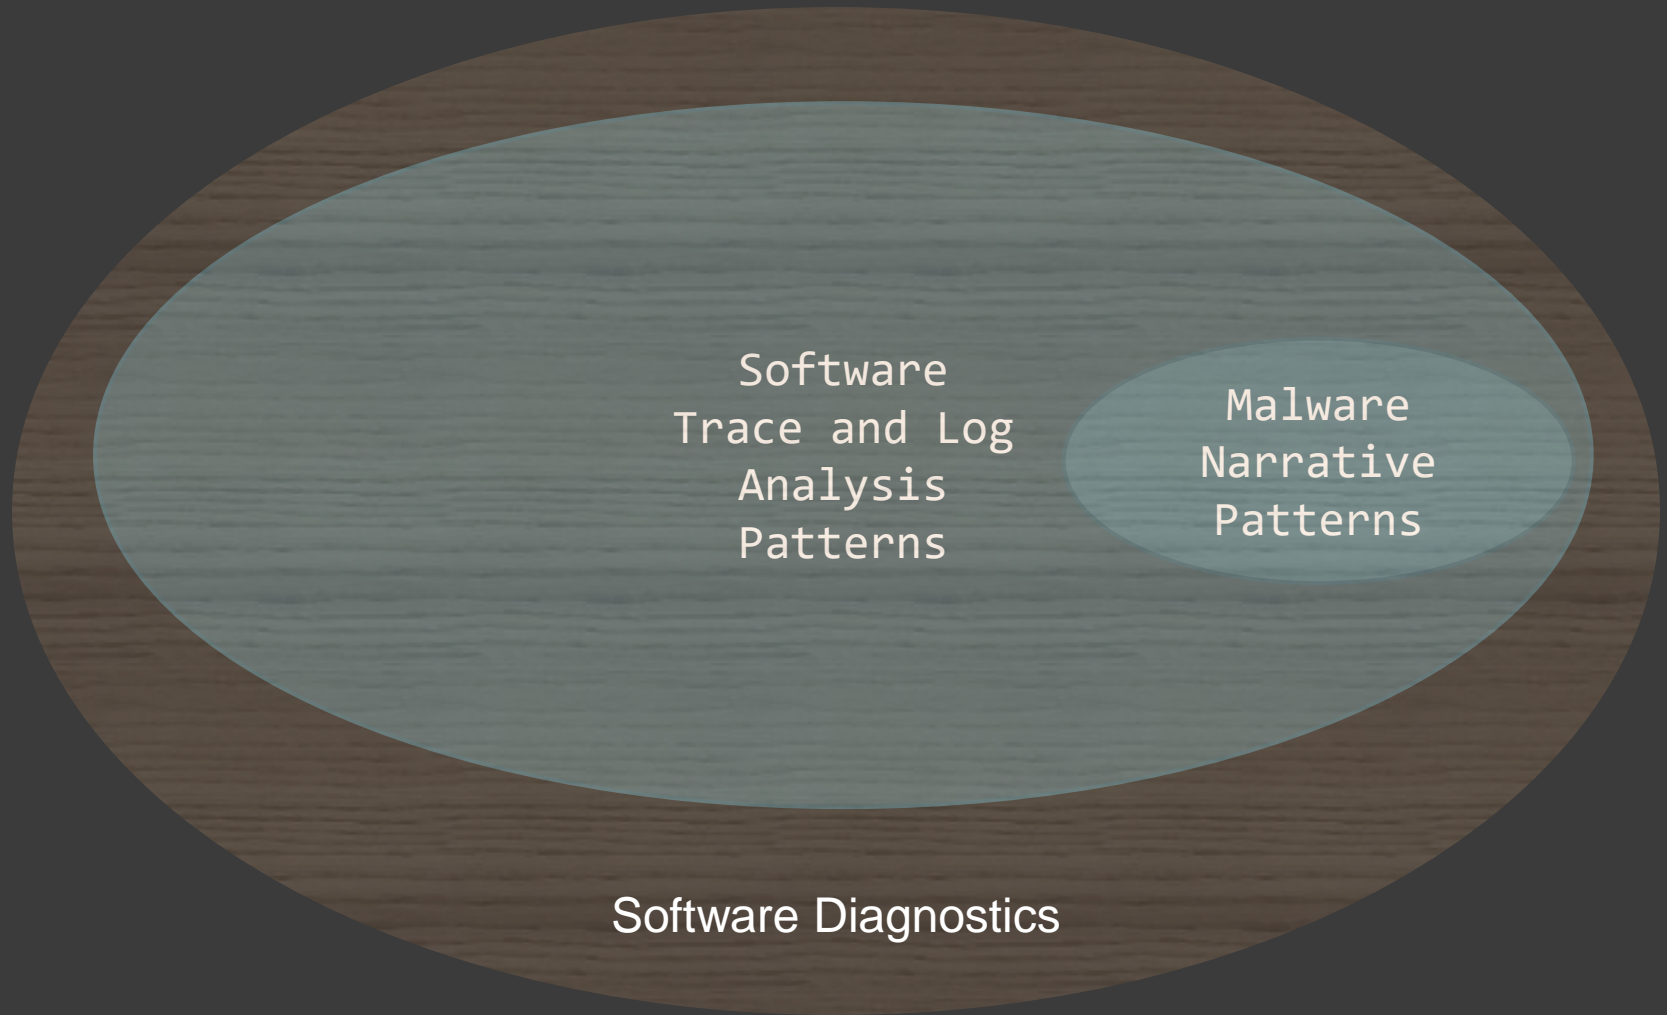 Software
Trace and Log
Analysis
Patterns
Malware
Narrative
Patterns
Software Diagnostics